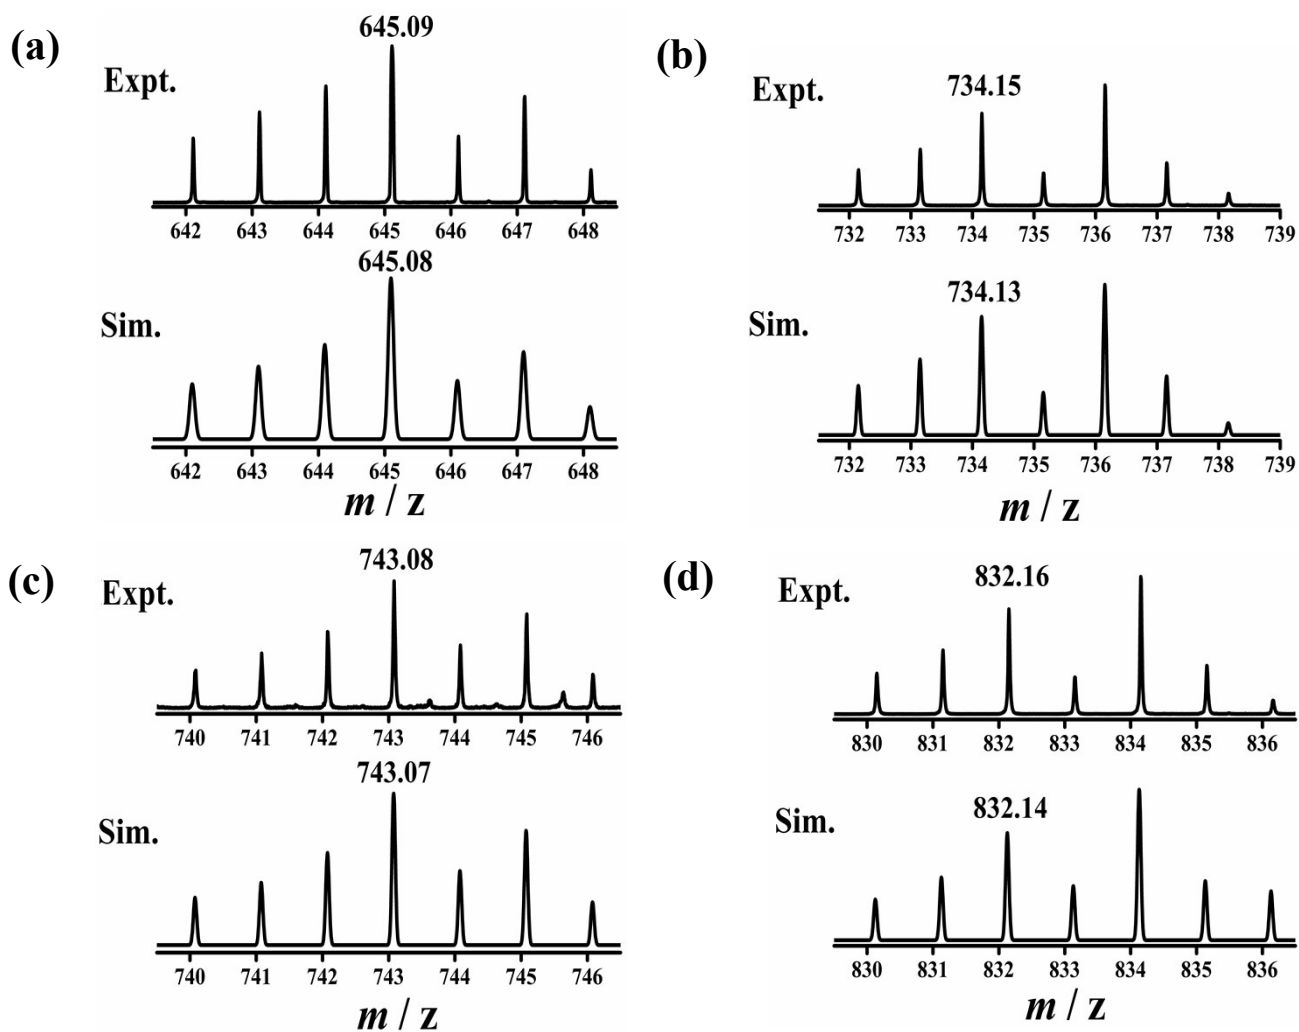 (a)
645.09
Expt.
642 643 644 645 646 647 648
645.08
Sim.
642 643 644 645 646 647 648
m / z
(b)
734.15
Expt.
732 733 734 735 736 737 738 739
734.13
Sim.
732 733 734 735 736 737 738 739
m / z
(c)
743.08
Expt.
740 741 742 743 744 745 746
743.07
Sim.
740 741 742 743 744 745 746
m / z
(d)
832.16
Expt.
830 831 832 833 834 835 836
832.14
Sim.
830 831 832 833 834 835 836
m / z